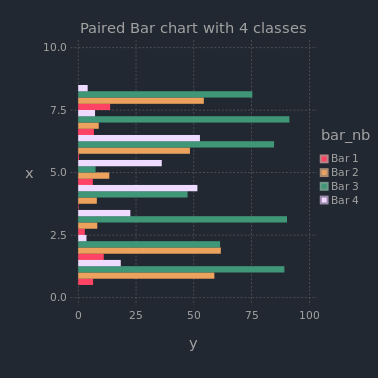 Paired Bar chart with 4 classes
10.0
7.5
5.0
2.5
0.0
x
0 25 50 75 100
y
bar_nb
Bar 1
Bar 2
Bar 3
Bar 4